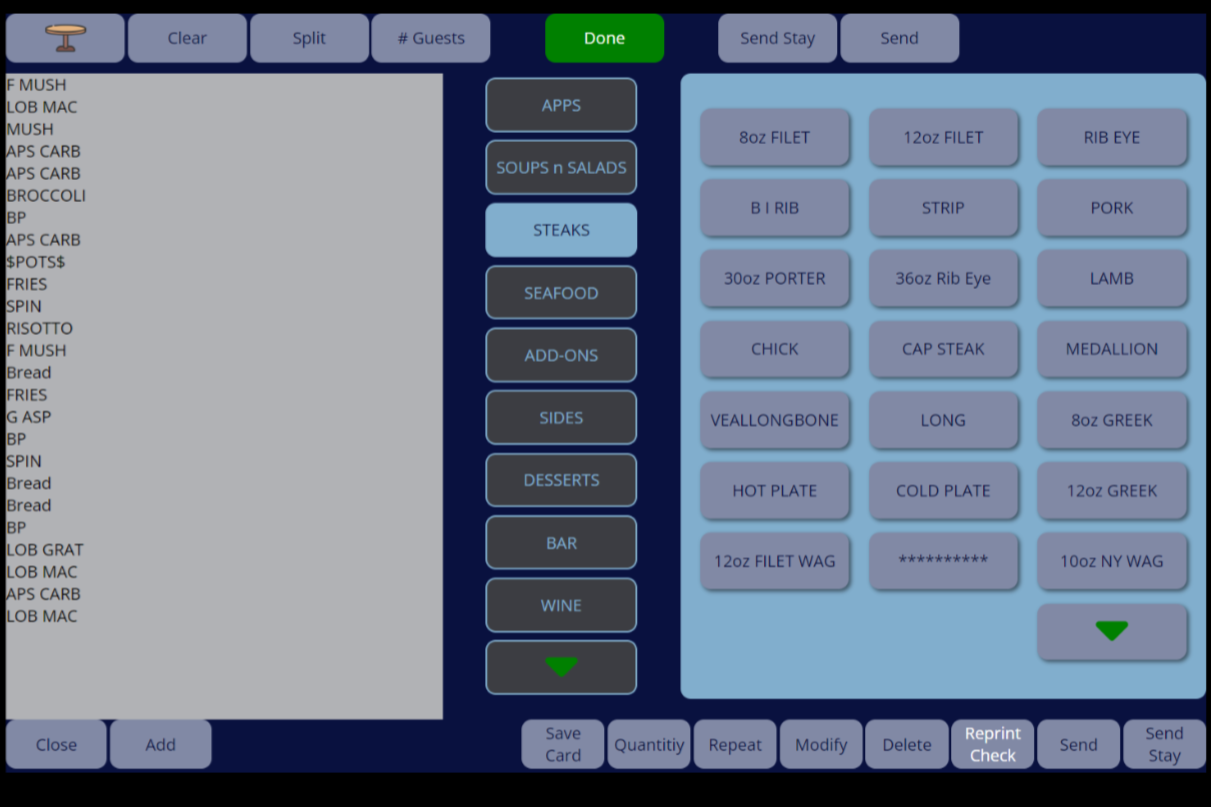 Clear
Split
# Guests
Done
Send Stay
Send
F MUSH
LOB MAC
MUSH
APS CARB
APS CARB
BROCCOLI
BP
APS CARB
$POTS$
FRIES
SPIN
RISOTTO
F MUSH
Bread
FRIES
G ASP
BP
SPIN
Bread
Bread
BP
LOB GRAT
LOB MAC
APS CARB
LOB MAC
APPS
SOUPS n SALADS
STEAKS
SEAFOOD
ADD-ONS
SIDES
DESSERTS
BAR
WINE
8oz FILET
12oz FILET
RIB EYE
B I RIB
STRIP
PORK
30oz PORTER
36oz Rib Eye
LAMB
CHICK
CAP STEAK
MEDALLION
VEALLONGBONE
LONG
8oz GREEK
HOT PLATE
COLD PLATE
12oz GREEK
12oz FILET WAG
**********
10oz NY WAG
Close
Add
Save
Card
Quantitiy
Repeat
Modify
Delete
Reprint
Check
Send
Send
Stay